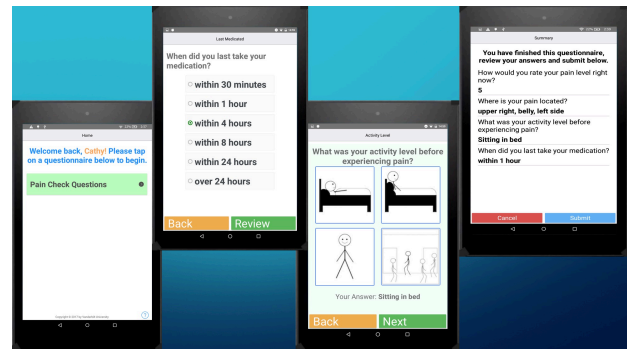 Home
Welcome back, Cathy! Please tap
on a questionnaire below to begin.
Pain Check Questions
Last Medicated
When did you last take your
medication?
within 30 minutes
within 1 hour
within 4 hours
within 8 hours
within 24 hours
over 24 hours
Back
Review
Activity Level
What was your activity level before
experiencing pain?
Your Answer: Sitting in bed
Back
Next
Summary
You have finished this questionnaire,
review your answers and submit below.
How would you rate your pain level right
now?
5
Where is your pain located?
upper right, belly, left side
What was your activity level before
experiencing pain?
Sitting in bed
When did you last take your medication?
within 1 hour
Cancel
Submit